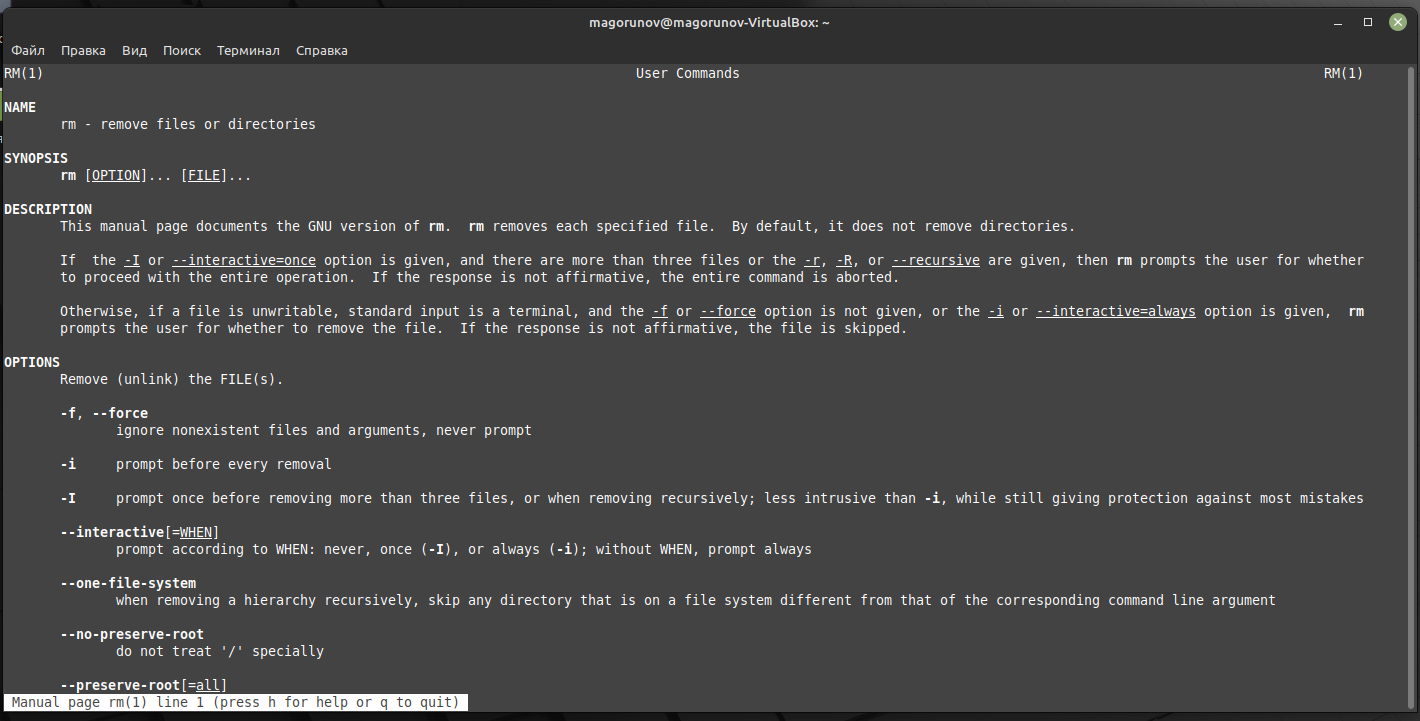 magorunov@magorunov-VirtualBox: ~
Файл Правка Вид Поиск Терминал Справка
RM(1) User Commands RM(1)
NAME
rm - remove files or directories
SYNOPSIS
rm [OPTION]... [FILE]...
DESCRIPTION
This manual page documents the GNU version of rm. rm removes each specified file. By default, it does not remove directories.
If the -I or --interactive=once option is given, and there are more than three files or the -r, -R, or --recursive are given, then rm prompts the user for whether
to proceed with the entire operation. If the response is not affirmative, the entire command is aborted.
Otherwise, if a file is unwritable, standard input is a terminal, and the -f or --force option is not given, or the -i or --interactive=always option is given, rm
prompts the user for whether to remove the file. If the response is not affirmative, the file is skipped.
OPTIONS
Remove (unlink) the FILE(s).
-f, --force
ignore nonexistent files and arguments, never prompt
-i prompt before every removal
-I prompt once before removing more than three files, or when removing recursively; less intrusive than -i, while still giving protection against most mistakes
--interactive[=WHEN]
prompt according to WHEN: never, once (-I), or always (-i); without WHEN, prompt always
--one-file-system
when removing a hierarchy recursively, skip any directory that is on a file system different from that of the corresponding command line argument
--no-preserve-root
do not treat '/' specially
--preserve-root[=all]
Manual page rm(1) line 1 (press h for help or q to quit)